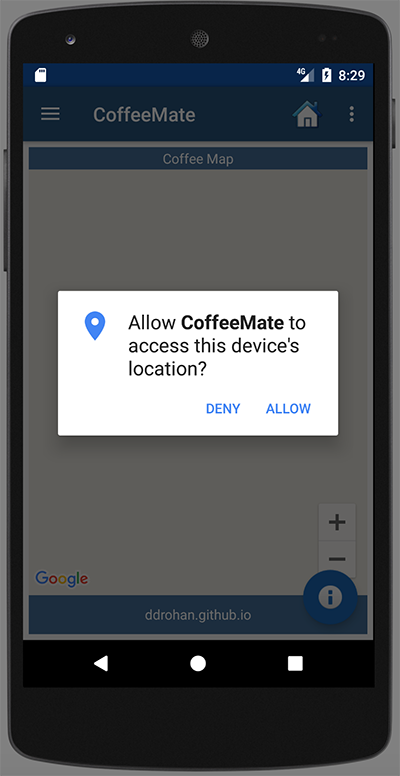 4G 8:29
CoffeeMate
Coffee Map
Allow CoffeeMate to
access this device's
location?
DENY ALLOW
+
−
Google
ddrohan.github.io